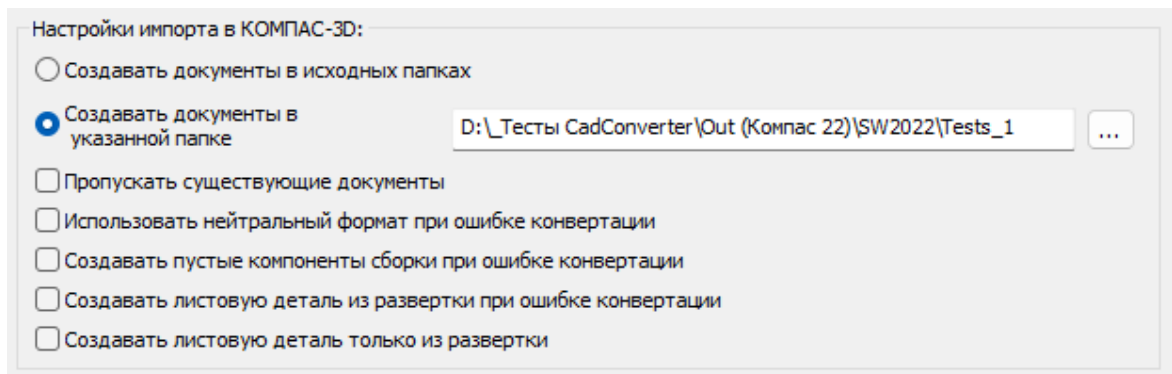 Настройки импорта в КОМПАС-3D:
Создавать документы в исходных папках
Создавать документы в
указанной папке
D:\_Тесты CadConverter\Out (Компас 22)\SW2022\Tests_1
...
Пропускать существующие документы
Использовать нейтральный формат при ошибке конвертации
Создавать пустые компоненты сборки при ошибке конвертации
Создавать листовую деталь из развертки при ошибке конвертации
Создавать листовую деталь только из развертки